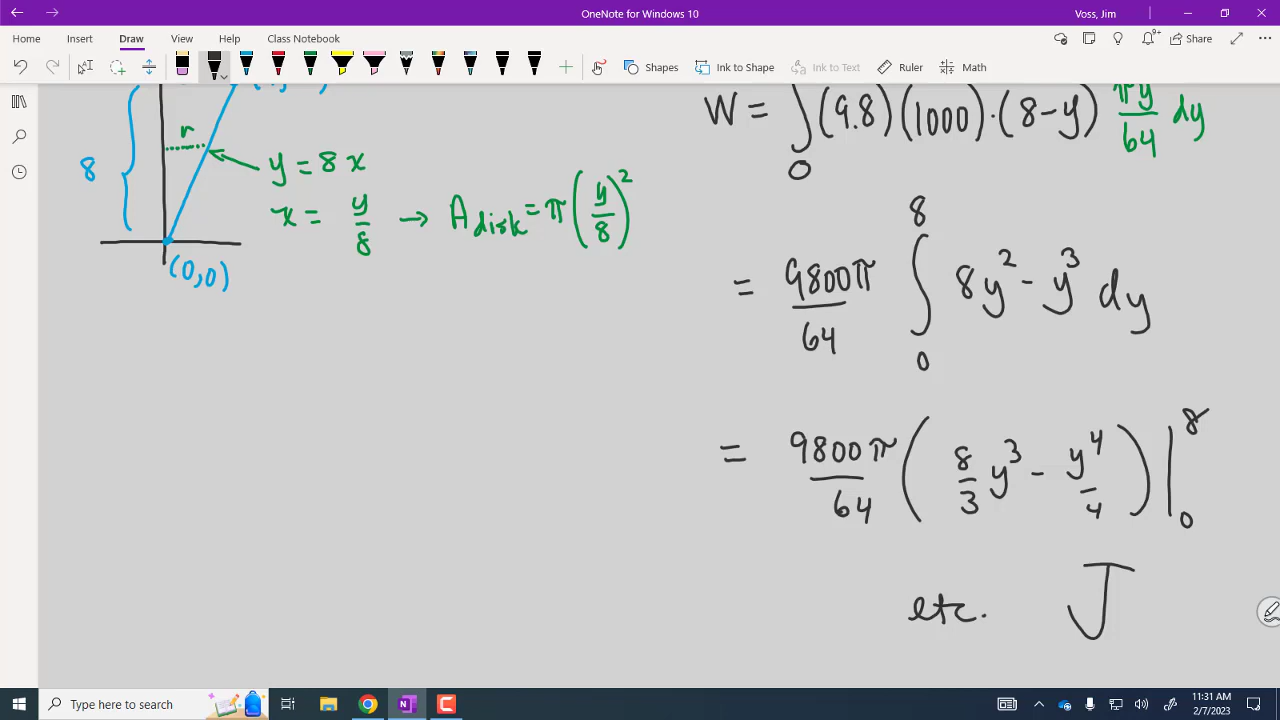 OneNote for Windows 10
Voss, Jim
Home Insert Draw View Help Class Notebook
Share
Shapes Ink to Shape Ink to Text Ruler Math
8
r
y = 8x
x = y/8 → A disk = π(y/8)²
(0,0)
W = ∫₀ (9.8)(1000)·(8-y) πy/64 dy
= 9800π/64 ∫₀⁸ 8y² - y³ dy
= 9800π/64 (8/3 y³ - y⁴/4) |₀⁸
etc. J
Type here to search
11:31 AM
2/7/2023